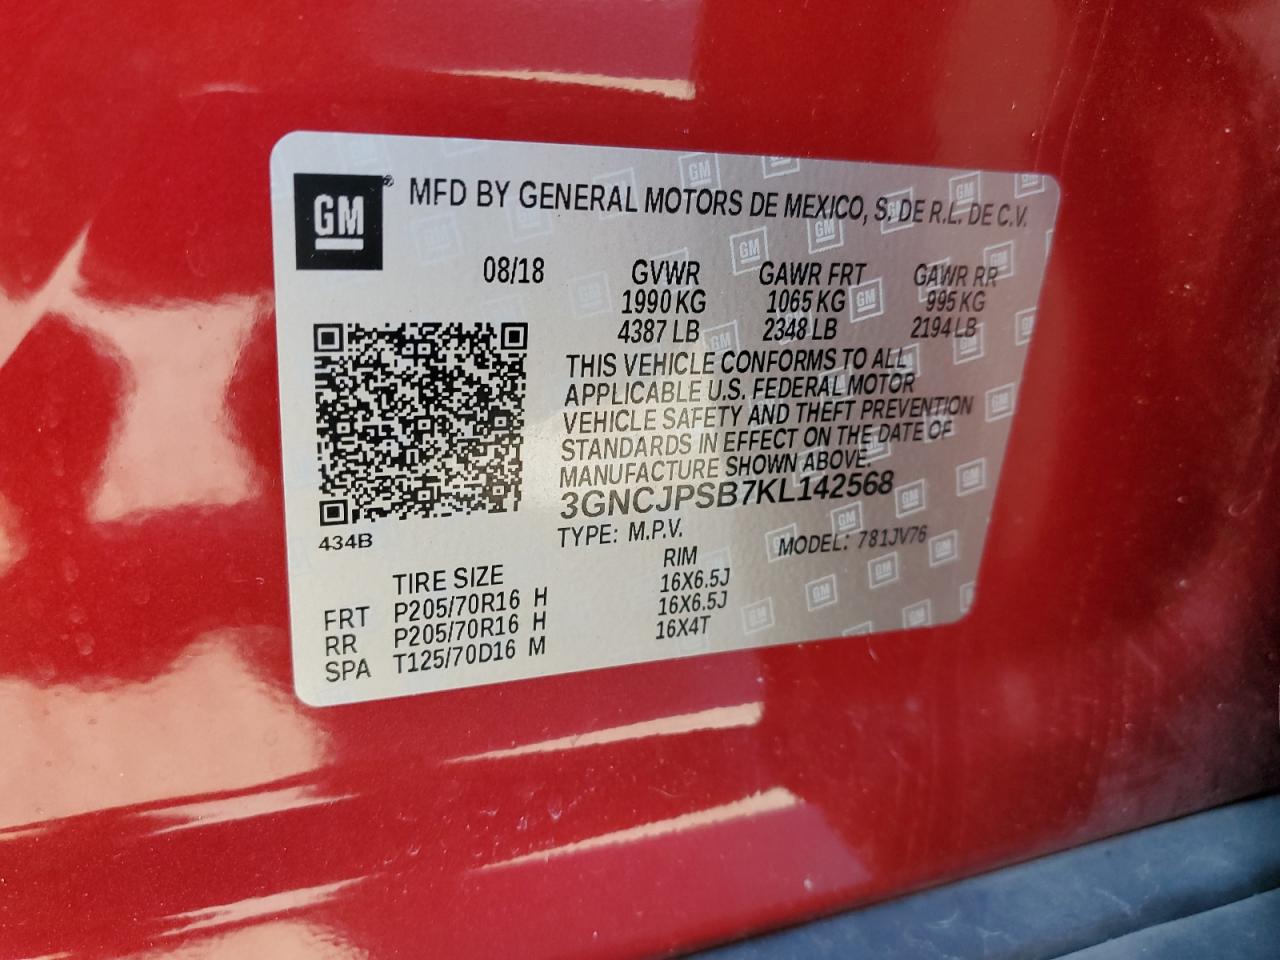 GM® MFD BY GENERAL MOTORS DE MEXICO, S. DE R.L. DE C.V.
08/18 GVWR GAWR FRT GAWR RR
1990 KG 1065 KG 995 KG
4387 LB 2348 LB 2194 LB
THIS VEHICLE CONFORMS TO ALL
APPLICABLE U.S. FEDERAL MOTOR
VEHICLE SAFETY AND THEFT PREVENTION
STANDARDS IN EFFECT ON THE DATE OF
MANUFACTURE SHOWN ABOVE.
3GNCJPSB7KL142568
434B TYPE: M.P.V. MODEL: 781JV76
TIRE SIZE RIM
FRT P205/70R16 H 16X6.5J
RR P205/70R16 H 16X6.5J
SPA T125/70D16 M 16X4T